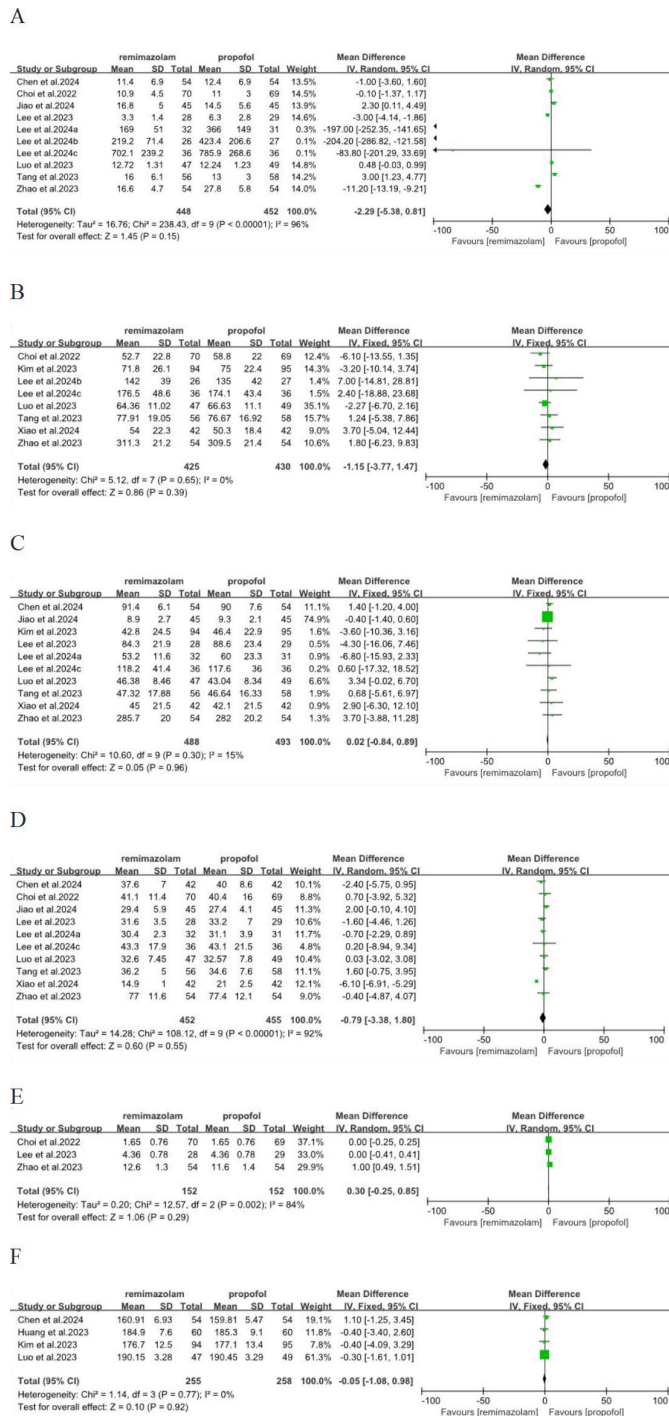 A
remimazolam propofol Mean Difference Mean Difference
Study or Subgroup Mean SD Total Mean SD Total Weight IV, Random, 95% CI IV, Random, 95% CI
Chen et al.2024 11.4 6.9 54 12.4 6.9 54 13.5% -1.00 [-3.60, 1.60]
Choi et al.2022 10.9 4.5 70 11 3 69 14.5% -0.10 [-1.37, 1.17]
Jiao et al.2024 16.8 5 45 14.5 5.6 45 13.9% 2.30 [0.11, 4.49]
Lee et al.2023 3.3 1.4 28 6.3 2.8 29 14.6% -3.00 [-4.14, -1.86]
Lee et al.2024a 169 51 32 366 149 31 0.3% -197.00 [-252.35, -141.65]
Lee et al.2024b 219.2 71.4 26 423.4 206.6 27 0.1% -204.20 [-286.82, -121.58]
Lee et al.2024c 702.1 239.2 36 785.9 268.6 36 0.1% -83.80 [-201.29, 33.69]
Luo et al.2023 12.72 1.31 47 12.24 1.23 49 14.9% 0.48 [-0.03, 0.99]
Tang et al.2023 16 6.1 56 13 3 58 14.2% 3.00 [1.23, 4.77]
Zhao et al.2023 16.6 4.7 54 27.8 5.8 54 14.0% -11.20 [-13.19, -9.21]
Total (95% CI) 448 452 100.0% -2.29 [-5.38, 0.81]
Heterogeneity: Tau² = 16.76; Chi² = 238.43, df = 9 (P < 0.00001); I² = 96%
Test for overall effect: Z = 1.45 (P = 0.15)
-100 -50 0 50 100
Favours [remimazolam] Favours [propofol]
B
remimazolam propofol Mean Difference Mean Difference
Study or Subgroup Mean SD Total Mean SD Total Weight IV, Fixed, 95% CI IV, Fixed, 95% CI
Choi et al.2022 52.7 22.8 70 58.8 22 69 12.4% -6.10 [-13.55, 1.35]
Kim et al.2023 71.8 26.1 94 75 22.4 95 14.3% -3.20 [-10.14, 3.74]
Lee et al.2024b 142 39 26 135 42 27 1.4% 7.00 [-14.81, 28.81]
Lee et al.2024c 176.5 48.6 36 174.1 43.4 36 1.5% 2.40 [-18.88, 23.68]
Luo et al.2023 64.36 11.02 47 66.63 11.1 49 35.0% -2.27 [-6.70, 2.16]
Tang et al.2023 77.91 19.05 56 76.67 16.92 58 15.7% 1.24 [-5.38, 7.86]
Xiao et al.2024 54 22.3 42 50.3 18.4 42 9.0% 3.70 [-5.04, 12.44]
Zhao et al.2023 311.3 21.2 54 309.5 21.4 54 10.6% 1.80 [-6.23, 9.83]
Total (95% CI) 425 430 100.0% -1.15 [-3.77, 1.47]
Heterogeneity: Chi² = 5.12, df = 7 (P = 0.65); I² = 0%
Test for overall effect: Z = 0.86 (P = 0.39)
-100 -50 0 50 100
Favours [remimazolam] Favours [propofol]
C
remimazolam propofol Mean Difference Mean Difference
Study or Subgroup Mean SD Total Mean SD Total Weight IV, Fixed, 95% CI IV, Fixed, 95% CI
Chen et al.2024 91.4 6.1 54 90 7.6 54 11.1% 1.40 [-1.20, 4.00]
Jiao et al.2024 8.9 2.7 45 9.3 2.1 45 74.9% -0.40 [-1.40, 0.60]
Kim et al.2023 42.8 24.5 94 46.4 22.9 95 1.6% -3.60 [-10.36, 3.16]
Lee et al.2023 84.3 21.9 28 88.6 23.4 29 0.5% -4.30 [-16.06, 7.46]
Lee et al.2024a 53.2 11.6 32 60 23.3 31 0.9% -6.80 [-15.93, 2.33]
Lee et al.2024c 118.2 41.4 36 117.6 36 36 0.2% 0.60 [-17.32, 18.52]
Luo et al.2023 46.38 8.46 47 43.04 8.34 49 6.7% 3.34 [-0.02, 6.70]
Tang et al.2023 47.32 17.88 56 46.64 16.33 58 1.9% 0.68 [-5.61, 6.97]
Xiao et al.2024 45 21.5 42 42.1 21.5 42 0.9% 2.90 [-6.30, 12.10]
Zhao et al.2023 285.7 20 54 282 20.2 54 1.3% 3.70 [-3.88, 11.28]
Total (95% CI) 488 493 100.0% 0.02 [-0.84, 0.89]
Heterogeneity: Chi² = 10.60, df = 9 (P = 0.30); I² = 15%
Test for overall effect: Z = 0.05 (P = 0.96)
-100 -50 0 50 100
Favours [remimazolam] Favours [propofol]
D
remimazolam propofol Mean Difference Mean Difference
Study or Subgroup Mean SD Total Mean SD Total Weight IV, Random, 95% CI IV, Random, 95% CI
Chen et al.2024 37.6 7 42 40 8.6 42 10.1% -2.40 [-5.75, 0.95]
Choi et al.2022 41.1 11.4 70 40.4 16 69 8.8% 0.70 [-3.92, 5.32]
Jiao et al.2024 29.4 5.9 45 27.4 4.1 45 11.2% 2.00 [-0.10, 4.10]
Lee et al.2023 31.6 3.5 28 33.2 7 29 10.6% -1.60 [-4.46, 1.26]
Lee et al.2024a 30.4 2.3 32 31.1 3.9 31 11.5% -0.70 [-2.29, 0.89]
Lee et al.2024c 43.3 17.9 36 43.1 21.5 36 4.8% 0.20 [-8.94, 9.34]
Luo et al.2023 32.6 7.45 47 32.57 7.8 49 10.4% 0.03 [-3.02, 3.08]
Tang et al.2023 36.2 5 56 34.6 7.6 58 11.0% 1.60 [-0.75, 3.95]
Xiao et al.2024 14.9 1 42 21 2.5 42 11.8% -6.10 [-6.91, -5.29]
Zhao et al.2023 77 11.6 54 77.4 12.1 54 9.0% -0.40 [-4.87, 4.07]
Total (95% CI) 452 455 100.0% -0.79 [-3.38, 1.80]
Heterogeneity: Tau² = 14.28; Chi² = 108.12, df = 9 (P < 0.00001); I² = 92%
Test for overall effect: Z = 0.60 (P = 0.55)
-100 -50 0 50 100
Favours [remimazolam] Favours [propofol]
E
remimazolam propofol Mean Difference Mean Difference
Study or Subgroup Mean SD Total Mean SD Total Weight IV, Random, 95% CI IV, Random, 95% CI
Choi et al.2022 1.65 0.76 70 1.65 0.76 69 37.1% 0.00 [-0.25, 0.25]
Lee et al.2023 4.36 0.78 28 4.36 0.78 29 33.0% 0.00 [-0.41, 0.41]
Zhao et al.2023 12.6 1.3 54 11.6 1.4 54 29.9% 1.00 [0.49, 1.51]
Total (95% CI) 152 152 100.0% 0.30 [-0.25, 0.85]
Heterogeneity: Tau² = 0.20; Chi² = 12.57, df = 2 (P = 0.002); I² = 84%
Test for overall effect: Z = 1.06 (P = 0.29)
-100 -50 0 50 100
Favours [remimazolam] Favours [propofol]
F
remimazolam propofol Mean Difference Mean Difference
Study or Subgroup Mean SD Total Mean SD Total Weight IV, Fixed, 95% CI IV, Fixed, 95% CI
Chen et al.2024 160.91 6.93 54 159.81 5.47 54 19.1% 1.10 [-1.25, 3.45]
Huang et al.2023 184.9 7.6 60 185.3 9.1 60 11.8% -0.40 [-3.40, 2.60]
Kim et al.2023 176.7 12.5 94 177.1 13.4 95 7.8% -0.40 [-4.09, 3.29]
Luo et al.2023 190.15 3.28 47 190.45 3.29 49 61.3% -0.30 [-1.61, 1.01]
Total (95% CI) 255 258 100.0% -0.05 [-1.08, 0.98]
Heterogeneity: Chi² = 1.14, df = 3 (P = 0.77); I² = 0%
Test for overall effect: Z = 0.10 (P = 0.92)
-100 -50 0 50 100
Favours [remimazolam] Favours [propofol]